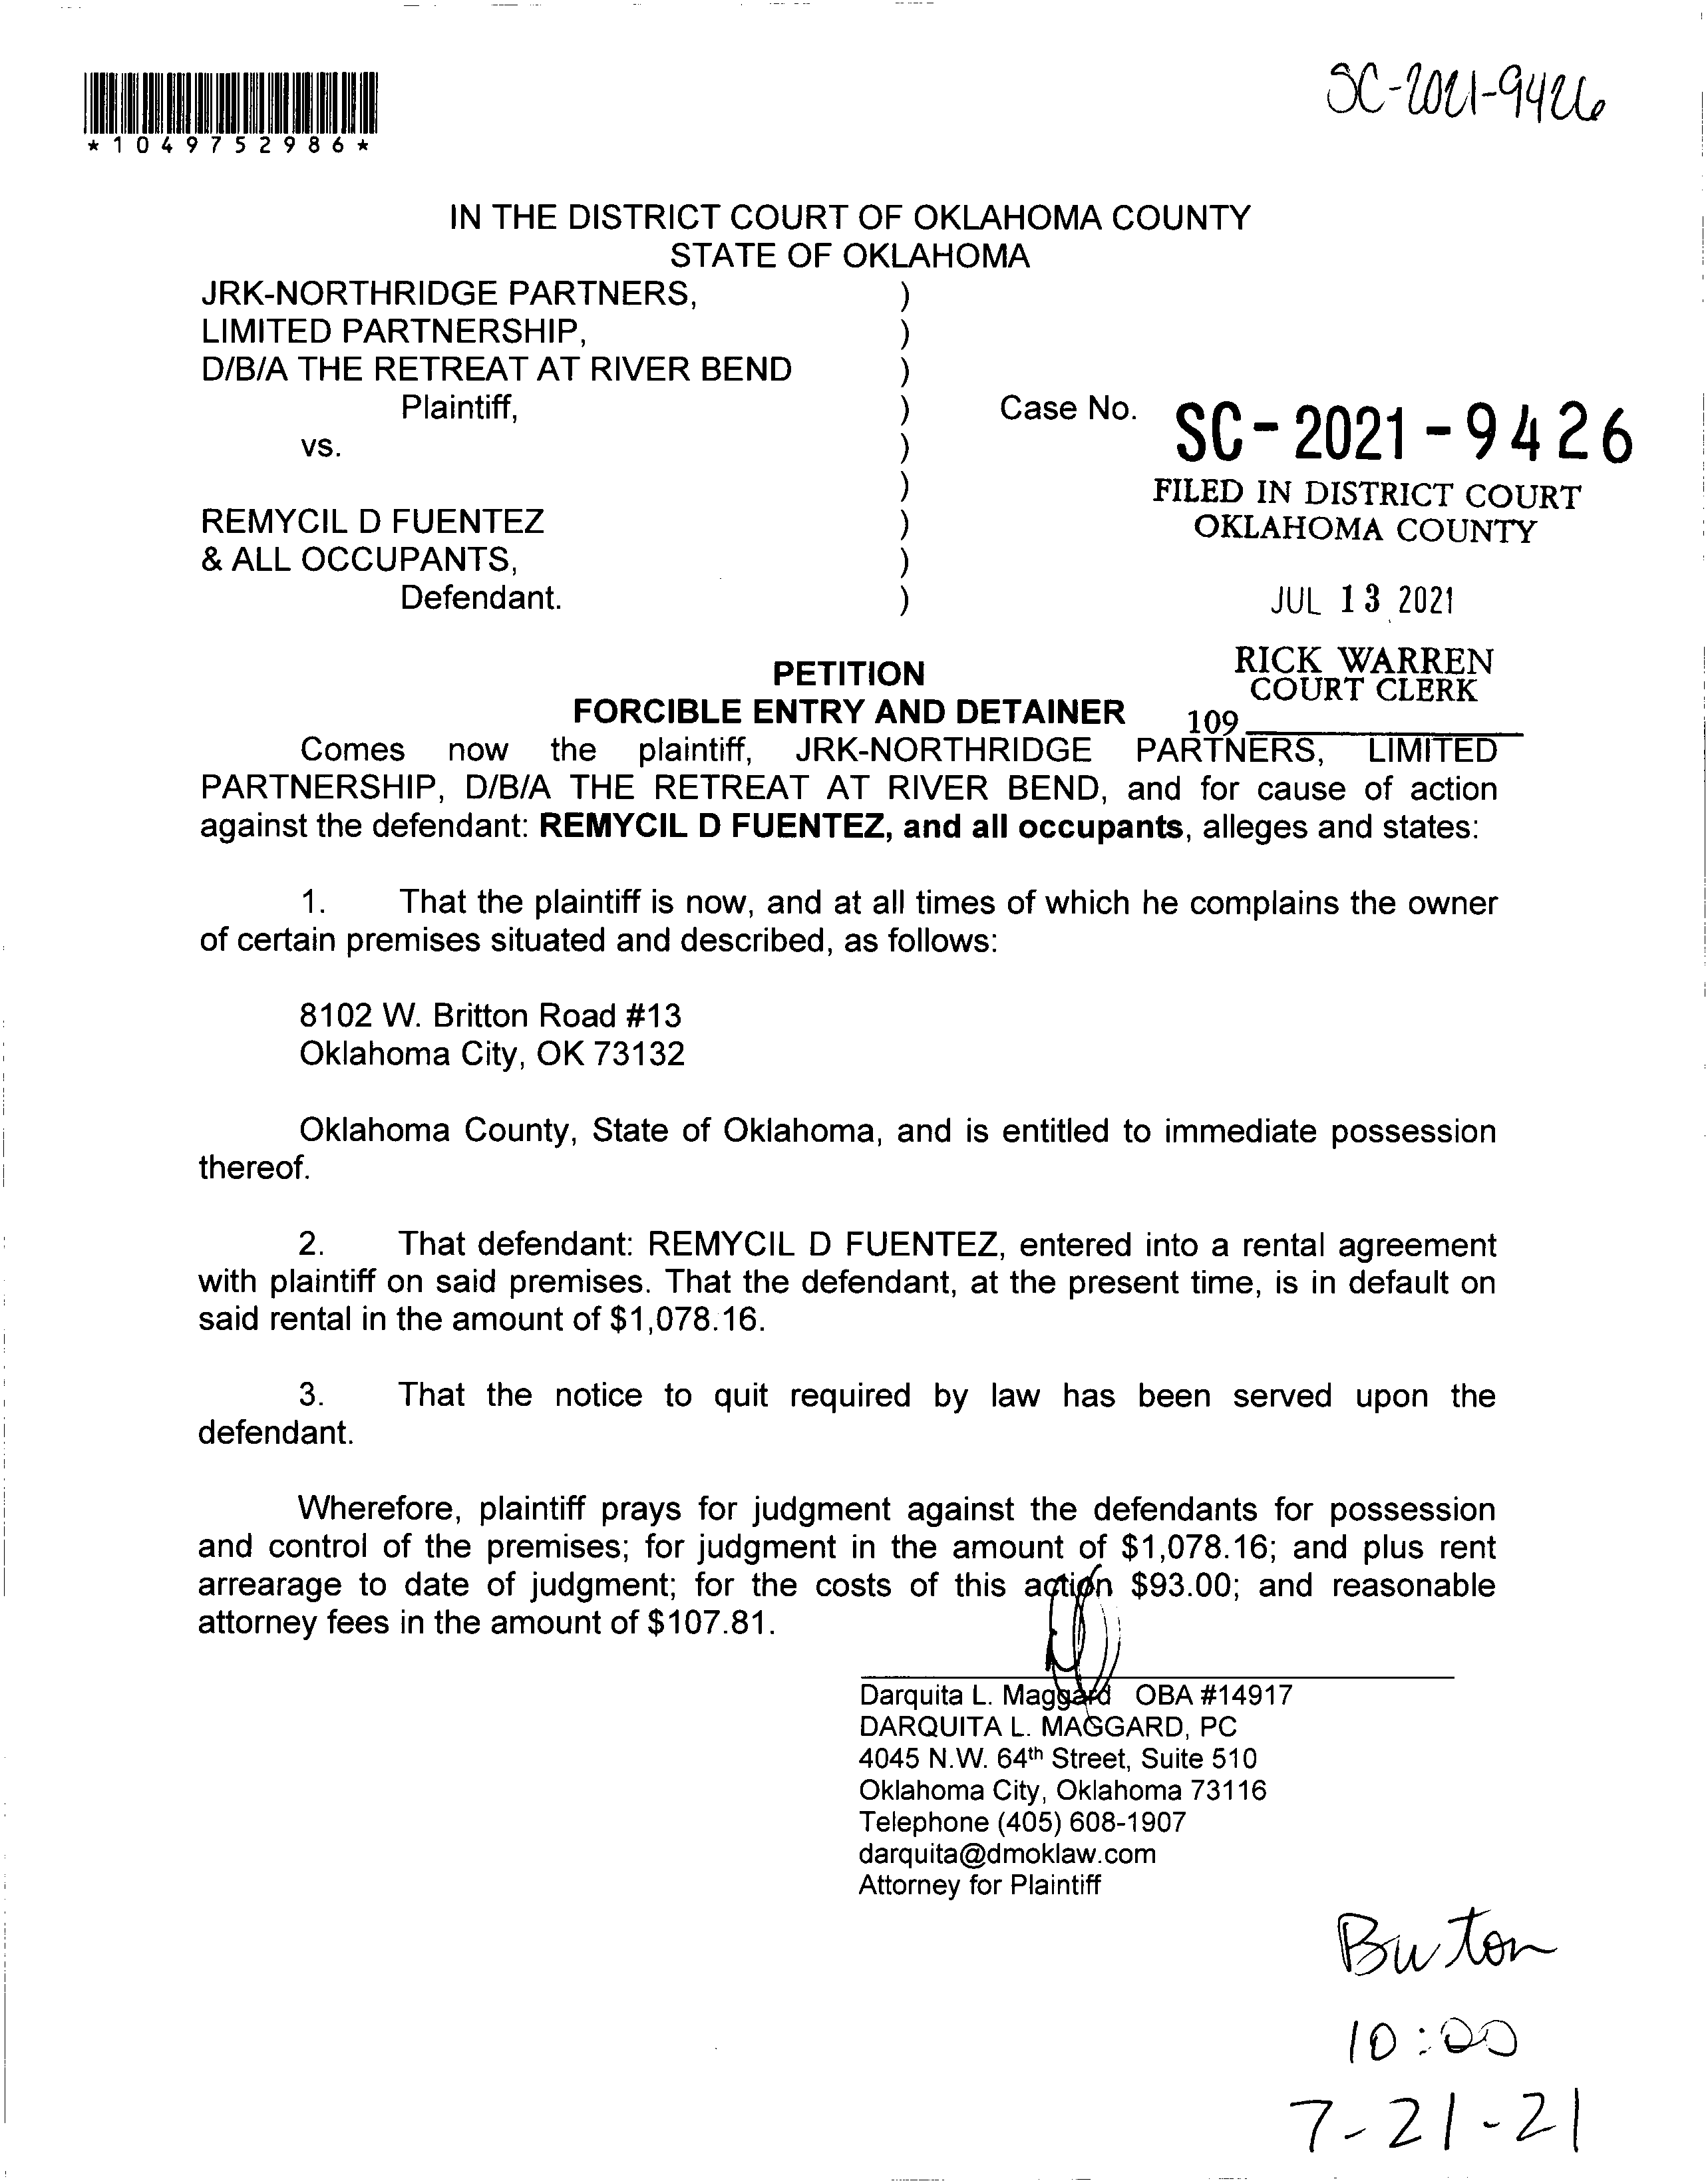 SC-2021-9426
*1049752986*
IN THE DISTRICT COURT OF OKLAHOMA COUNTY
STATE OF OKLAHOMA
JRK-NORTHRIDGE PARTNERS, )
LIMITED PARTNERSHIP, )
D/B/A THE RETREAT AT RIVER BEND )
Plaintiff, ) Case No. SC-2021-9426
vs. )
)
FILED IN DISTRICT COURT
OKLAHOMA COUNTY
REMYCIL D FUENTEZ )
& ALL OCCUPANTS, )
Defendant. )
JUL 13 2021
RICK WARREN
COURT CLERK
109
PETITION
FORCIBLE ENTRY AND DETAINER
Comes now the plaintiff, JRK-NORTHRIDGE PARTNERS, LIMITED
PARTNERSHIP, D/B/A THE RETREAT AT RIVER BEND, and for cause of action
against the defendant: REMYCIL D FUENTEZ, and all occupants, alleges and states:
1. That the plaintiff is now, and at all times of which he complains the owner
of certain premises situated and described, as follows:
8102 W. Britton Road #13
Oklahoma City, OK 73132
Oklahoma County, State of Oklahoma, and is entitled to immediate possession
thereof.
2. That defendant: REMYCIL D FUENTEZ, entered into a rental agreement
with plaintiff on said premises. That the defendant, at the present time, is in default on
said rental in the amount of $1,078.16.
3. That the notice to quit required by law has been served upon the
defendant.
Wherefore, plaintiff prays for judgment against the defendants for possession
and control of the premises; for judgment in the amount of $1,078.16; and plus rent
arrearage to date of judgment; for the costs of this action $93.00; and reasonable
attorney fees in the amount of $107.81.
Darquita L. Maggard OBA #14917
DARQUITA L. MAGGARD, PC
4045 N.W. 64th Street, Suite 510
Oklahoma City, Oklahoma 73116
Telephone (405) 608-1907
darquita@dmoklaw.com
Attorney for Plaintiff
10:00
7-21-21